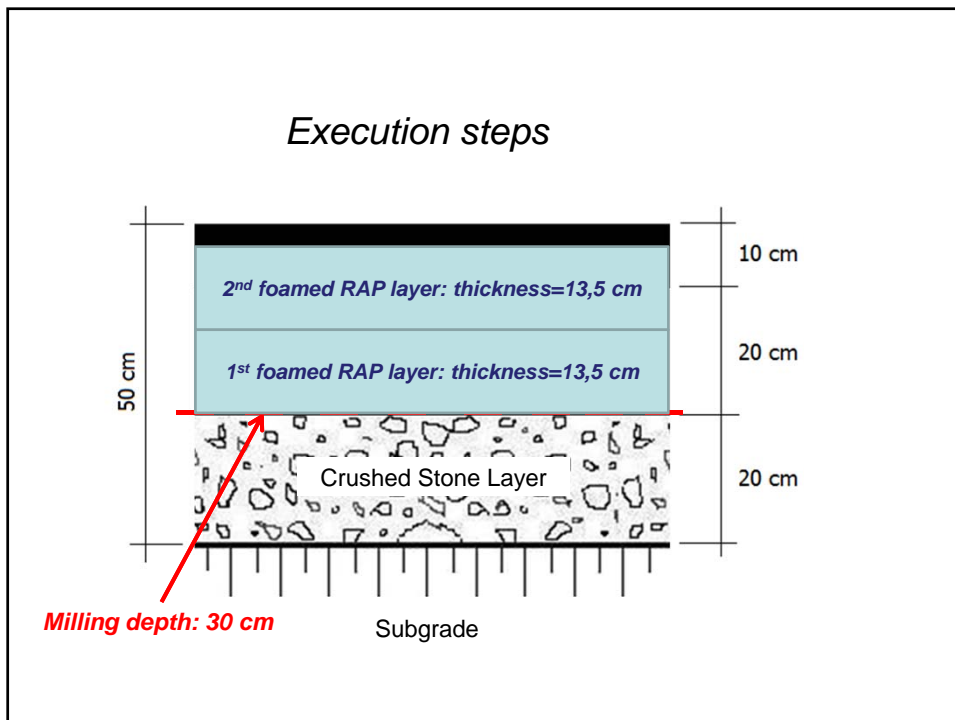 Execution steps
10 cm
2nd foamed RAP layer: thickness=13,5 cm
50 cm
20 cm
1st foamed RAP layer: thickness=13,5 cm
Crushed Stone Layer
20 cm
Milling depth: 30 cm
Subgrade